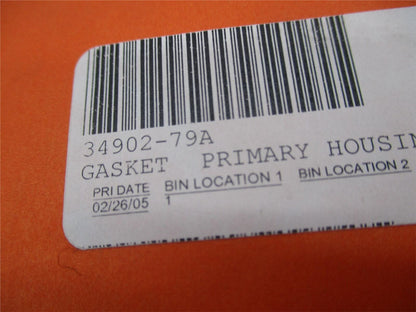 34902-79A
GASKET PRIMARY HOUSIN
PRI DATE BIN LOCATION 1 BIN LOCATION 2
02/26/05 1